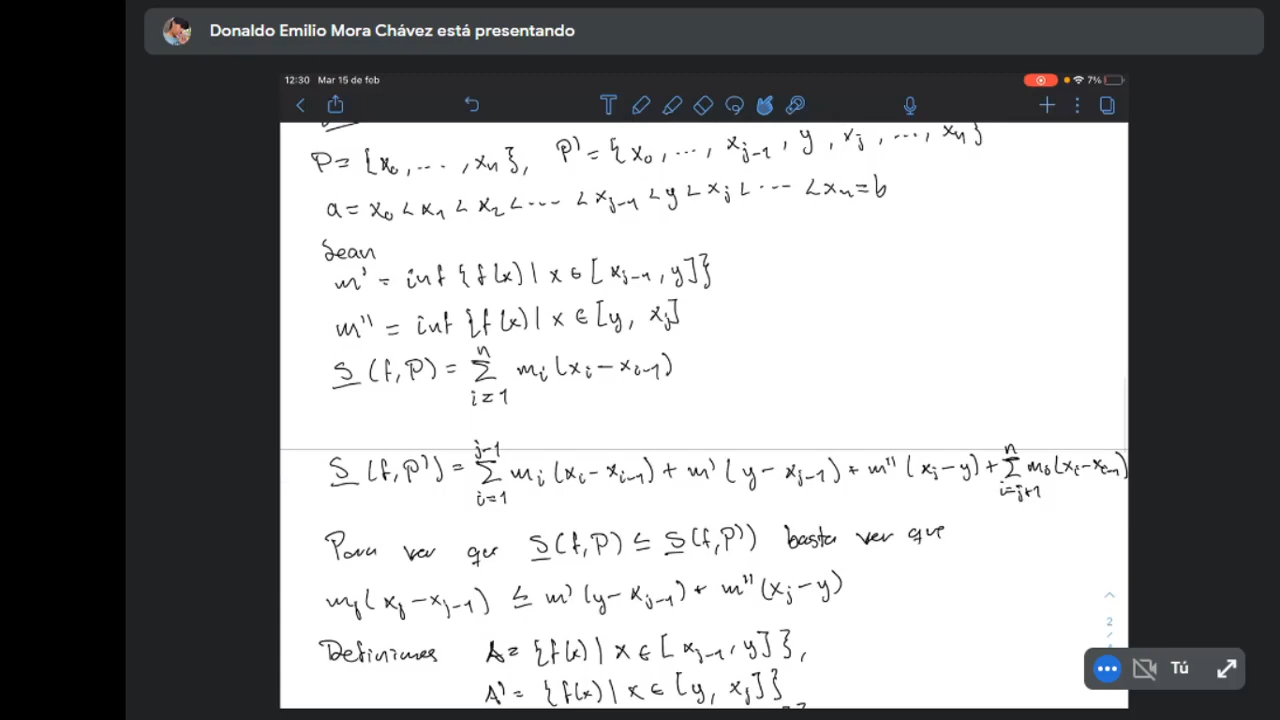 Donaldo Emilio Mora Chávez está presentando
12:30 Mar 15 de feb
7%
P = {x₀, ..., xₙ}, P' = {x₀, ..., xⱼ₋₁, y, xⱼ, ..., xₙ}
a = x₀ < x₁ < x₂ < ... < xⱼ₋₁ < y < xⱼ < ... < xₙ = b
Sean
m' = inf {f(x) | x ∈ [xⱼ₋₁, y]}
m'' = inf {f(x) | x ∈ [y, xⱼ]
S̲ (f, P) = ∑ᵢ₌₁ⁿ mᵢ (xᵢ − xᵢ₋₁)
S̲ (f, P') = ∑ᵢ₌₁ʲ⁻¹ mᵢ (xᵢ − xᵢ₋₁) + m' (y − xⱼ₋₁) + m'' (xⱼ − y) + ∑ᵢ₌ⱼ₊₁ⁿ mᵢ (xᵢ − xᵢ₋₁)
Para ver que S̲ (f, P) ≤ S̲ (f, P') basta ver que
mⱼ (xⱼ − xⱼ₋₁) ≤ m' (y − xⱼ₋₁) + m'' (xⱼ − y)
Definimos A = {f(x) | x ∈ [xⱼ₋₁, y]},
A' = {f(x) | x ∈ [y, xⱼ]}
2
Tú